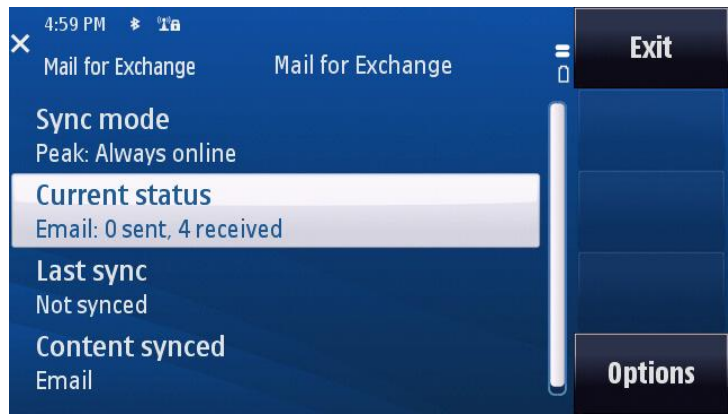 4:59 PM
Exit
Mail for Exchange
Mail for Exchange
Sync mode
Peak: Always online
Current status
Email: 0 sent, 4 received
Last sync
Not synced
Content synced
Email
Options